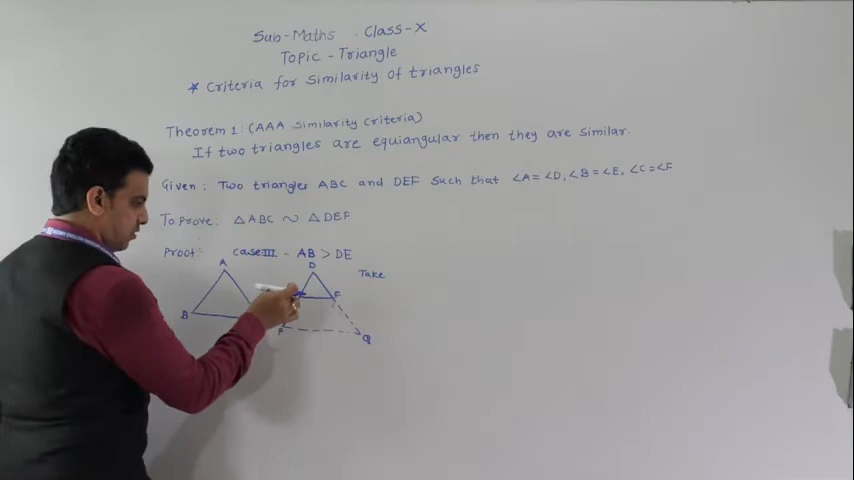 Sub-Maths . Class-X
Topic - Triangle
* Criteria for Similarity of triangles
Theorem 1: (AAA Similarity Criteria)
If two triangles are equiangular then they are similar.
Given: Two triangles ABC and DEF such that ∠A = ∠D, ∠B = ∠E, ∠C = ∠F
To Prove: △ABC ~ △DEF
Proof: Case III - AB > DE
A D Take
B F
P Q